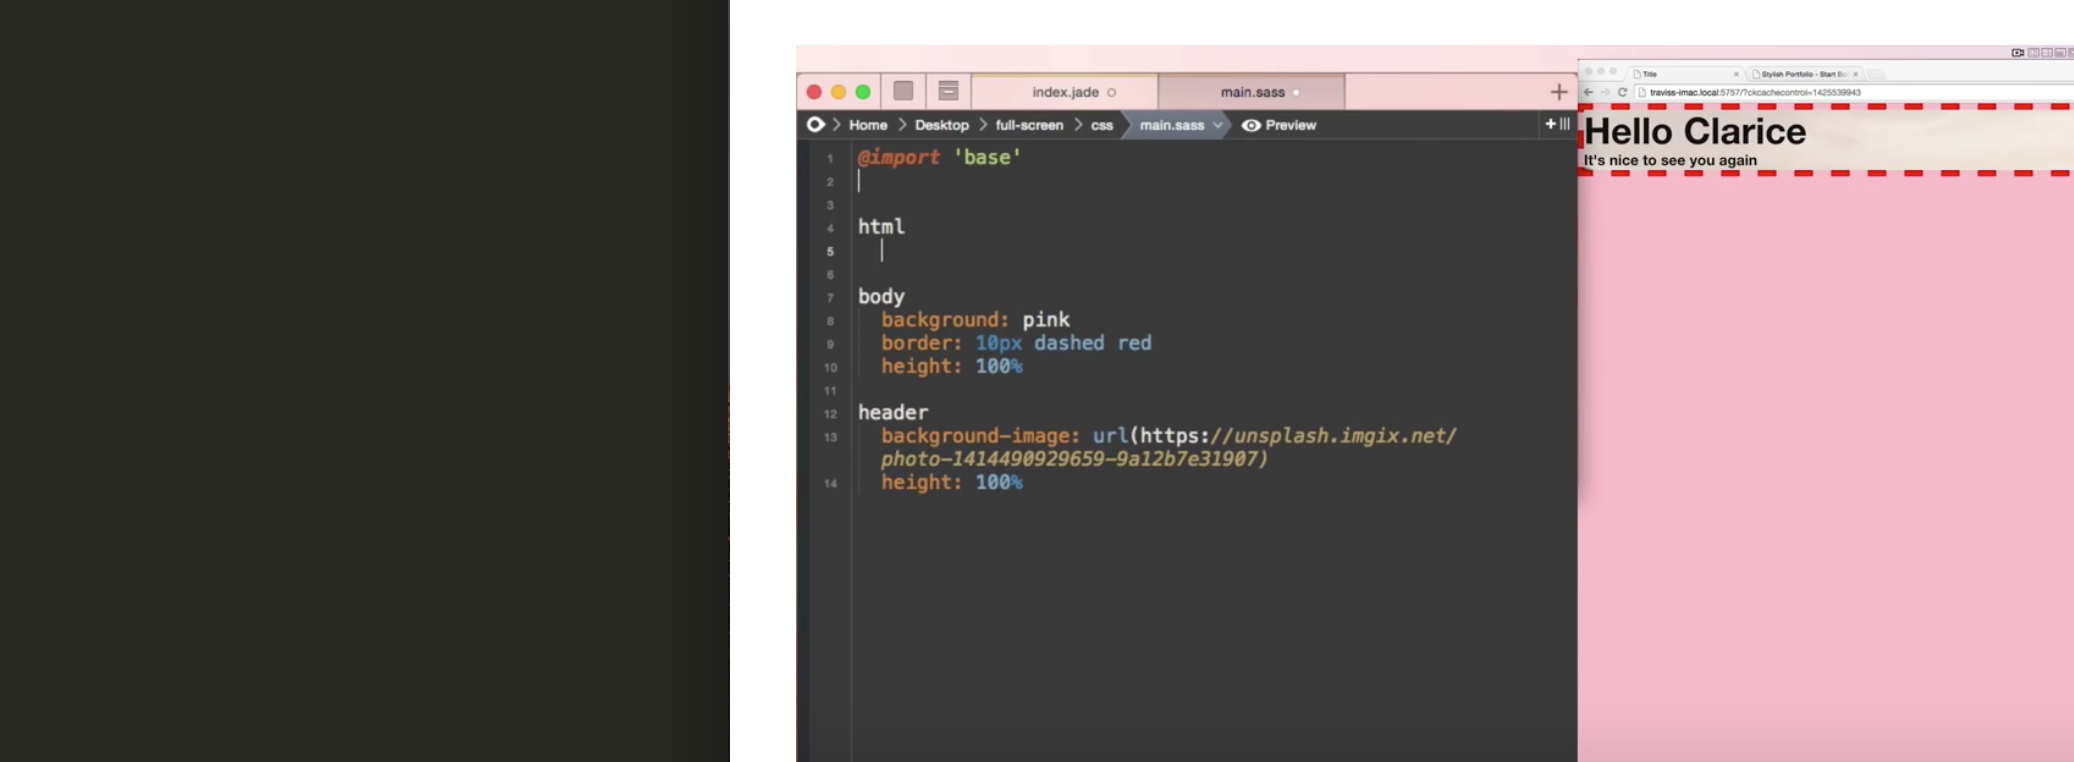 index.jade
main.sass
Home Desktop full-screen css main.sass Preview
1 @import 'base'
2
3
4 html
5
6
7 body
8 background: pink
9 border: 10px dashed red
10 height: 100%
11
12 header
13 background-image: url(https://unsplash.imgix.net/
photo-1414490929659-9a12b7e31907)
14 height: 100%
Title
Stylish Portfolio - Start
traviss-imac.local:5757/?ckcachecontrol=1425539943
Hello Clarice
It's nice to see you again